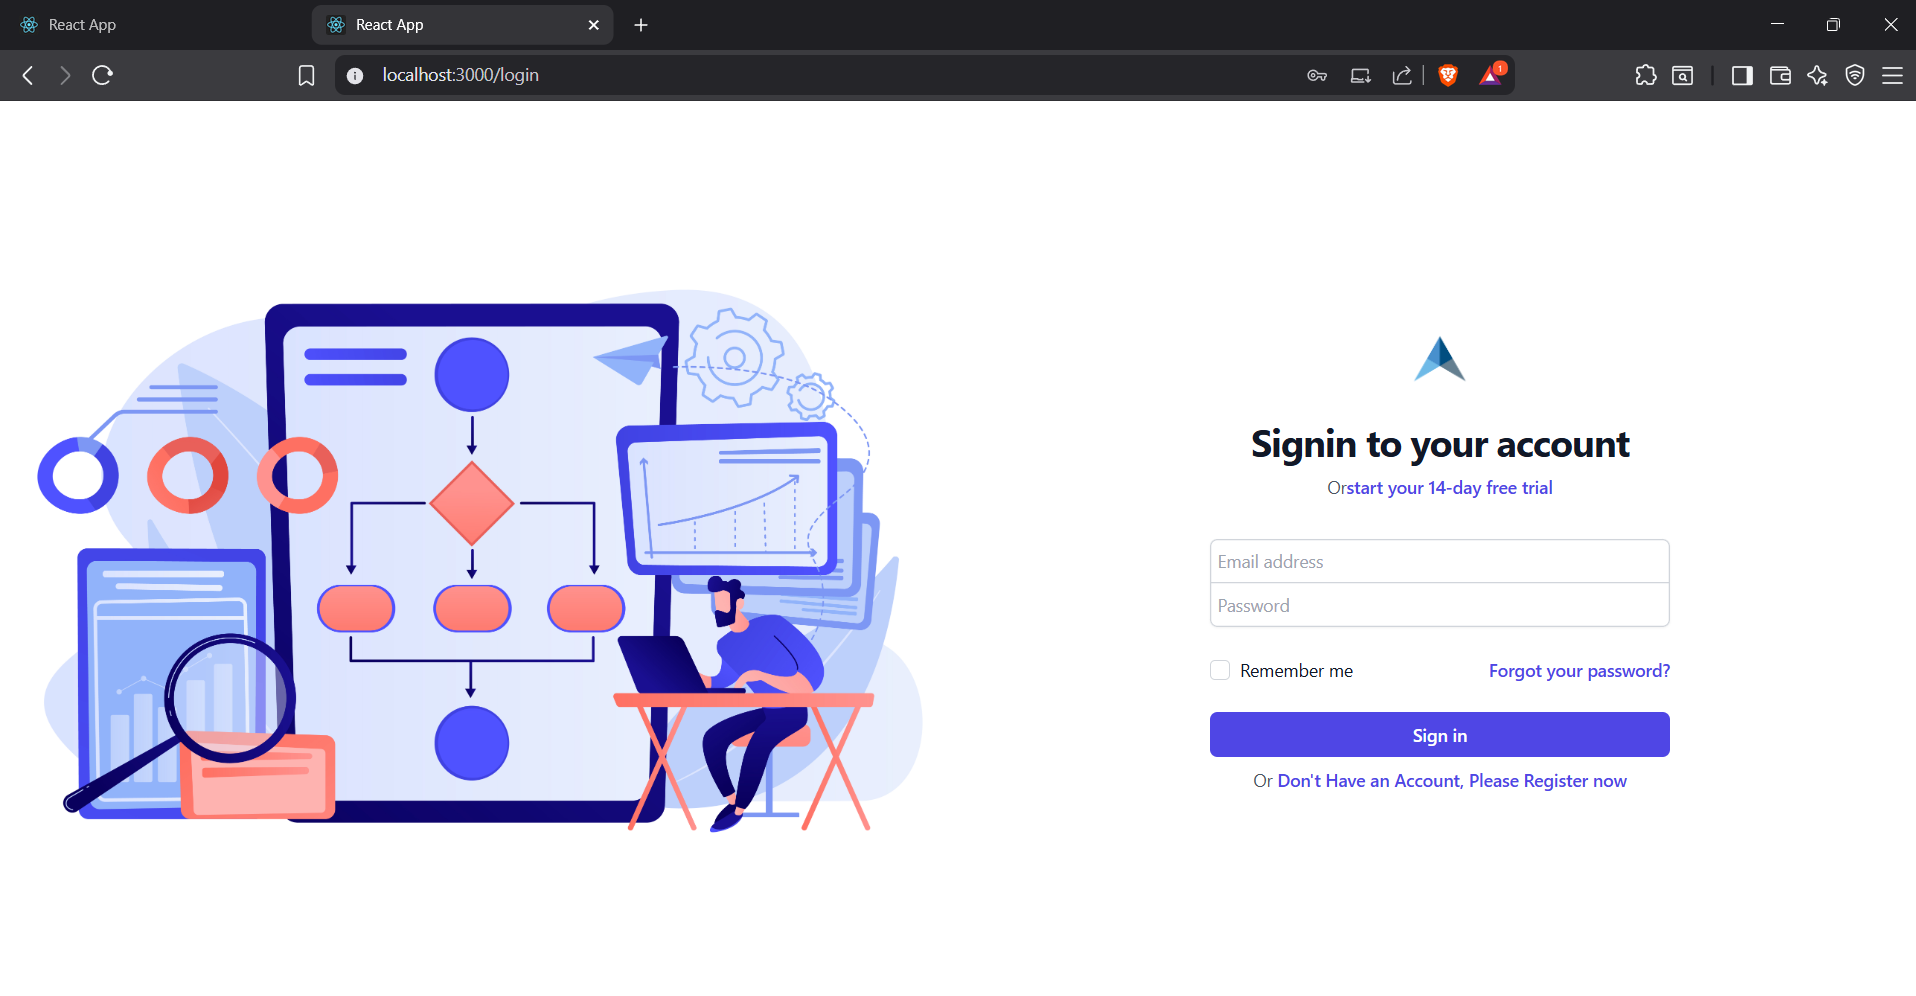 React App
React App
localhost:3000/login
1
Signin to your account
Orstart your 14-day free trial
Email address
Password
Remember me
Forgot your password?
Sign in
Or Don't Have an Account, Please Register now